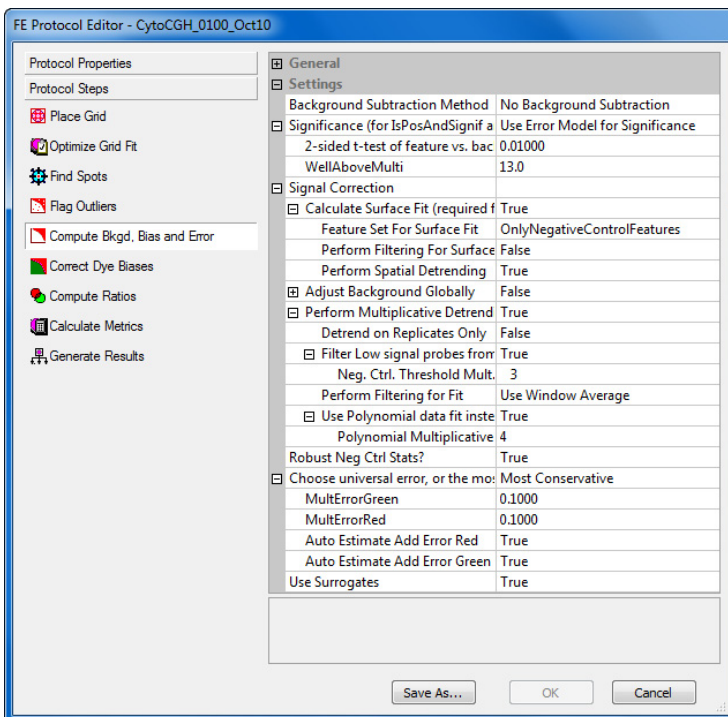 FE Protocol Editor - CytoCGH_0100_Oct10
Protocol Properties
Protocol Steps
Place Grid
Optimize Grid Fit
Find Spots
Flag Outliers
Compute Bkgd, Bias and Error
Correct Dye Biases
Compute Ratios
Calculate Metrics
Generate Results
General
Settings
Background Subtraction Method No Background Subtraction
Significance (for IsPosAndSignif a Use Error Model for Significance
2-sided t-test of feature vs. bac 0.01000
WellAboveMulti 13.0
Signal Correction
Calculate Surface Fit (required f True
Feature Set For Surface Fit OnlyNegativeControlFeatures
Perform Filtering For Surface False
Perform Spatial Detrending True
Adjust Background Globally False
Perform Multiplicative Detrend True
Detrend on Replicates Only False
Filter Low signal probes from True
Neg. Ctrl. Threshold Mult. 3
Perform Filtering for Fit Use Window Average
Use Polynomial data fit inste True
Polynomial Multiplicative 4
Robust Neg Ctrl Stats? True
Choose universal error, or the mo Most Conservative
MultErrorGreen 0.1000
MultErrorRed 0.1000
Auto Estimate Add Error Red True
Auto Estimate Add Error Green True
Use Surrogates True
Save As... OK Cancel